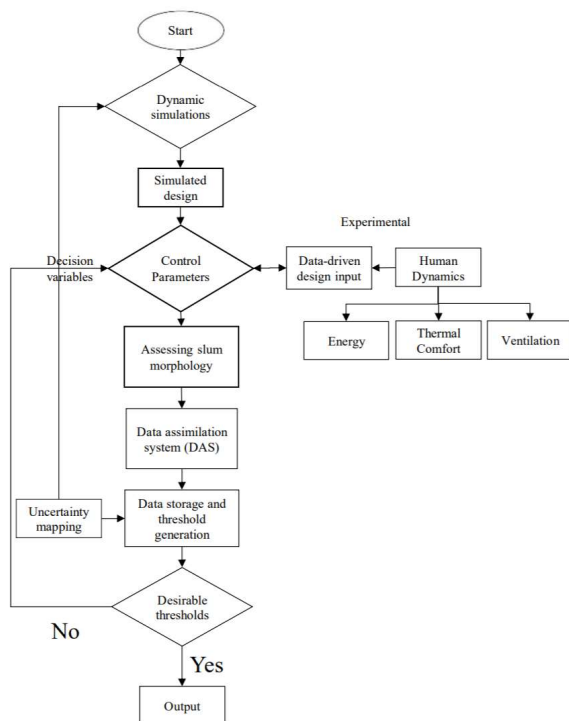 Start
Dynamic
simulations
Simulated
design
Experimental
Decision
variables
Control
Parameters
Data-driven
design input
Human
Dynamics
Energy
Thermal
Comfort
Ventilation
Assessing slum
morphology
Data assimilation
system (DAS)
Uncertainty
mapping
Data storage and
threshold
generation
Desirable
thresholds
No
Yes
Output